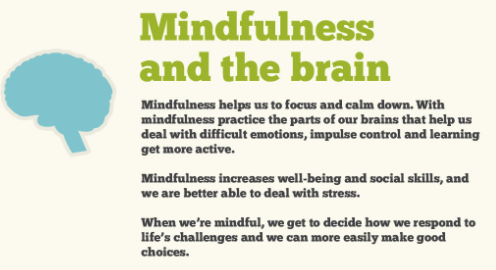 Mindfulness
and the brain
Mindfulness helps us to focus and calm down. With
mindfulness practice the parts of our brains that help us
deal with difficult emotions, impulse control and learning
get more active.
Mindfulness increases well-being and social skills, and
we are better able to deal with stress.
When we're mindful, we get to decide how we respond to
life's challenges and we can more easily make good
choices.